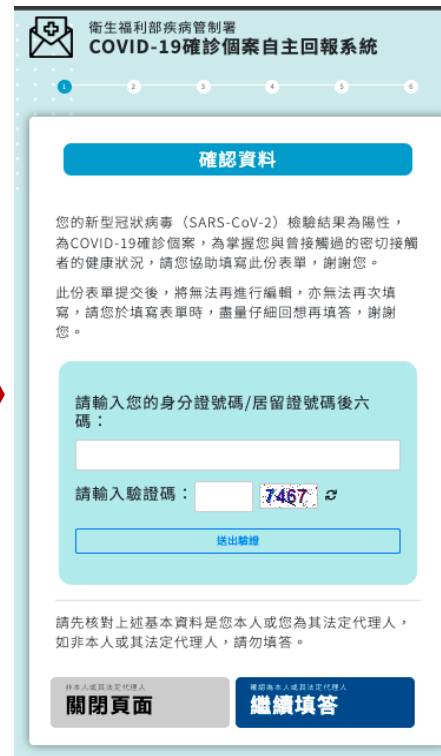 衛生福利部疾病管制署
COVID-19確診個案自主回報系統
1 2 3 4 5 6
確認資料
您的新型冠狀病毒（SARS-CoV-2）檢驗結果為陽性，
為COVID-19確診個案，為掌握您與曾接觸過的密切接觸
者的健康狀況，請您協助填寫此份表單，謝謝您。
此份表單提交後，將無法再進行編輯，亦無法再次填
寫，請您於填寫表單時，盡量仔細回想再填答，謝謝
您。
請輸入您的身分證號碼/居留證號碼後六
碼：
請輸入驗證碼： 7467
送出驗證
請先核對上述基本資料是您本人或您為其法定代理人，
如非本人或其法定代理人，請勿填答。
非本人或其法定代理人
關閉頁面
確認為本人或其法定代理人
繼續填答